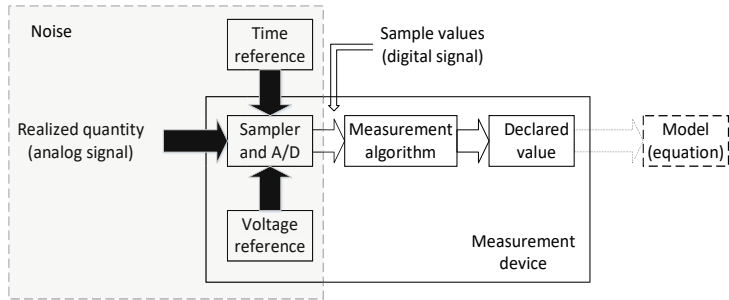 Noise
Time
reference
Sample values
(digital signal)
Realized quantity
(analog signal)
Sampler
and A/D
Measurement
algorithm
Declared
value
Model
(equation)
Voltage
reference
Measurement
device